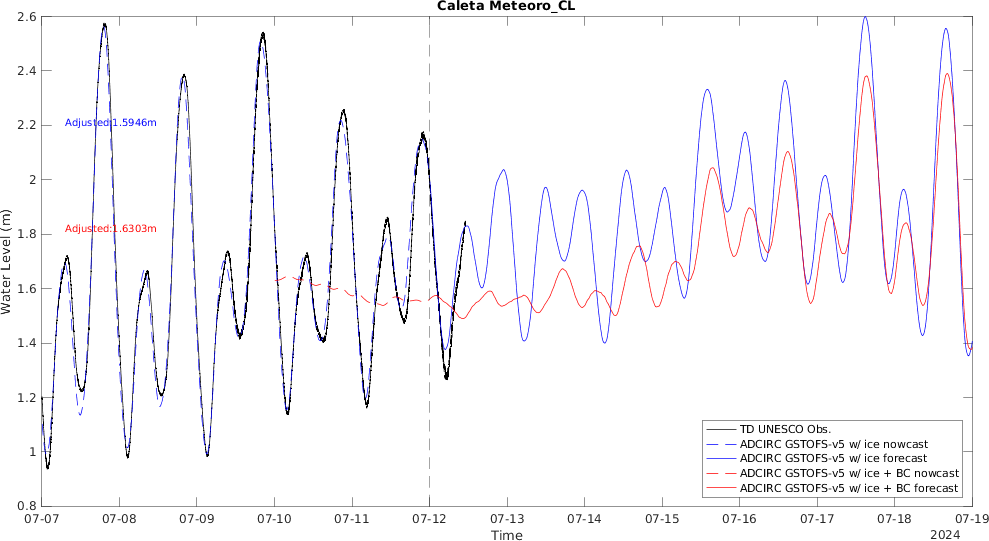 Caleta Meteoro_CL
2.6
2.4
2.2
2
1.8
1.6
1.4
1.2
1
0.8
Water Level (m)
Adjusted:1.5946m
Adjusted:1.6303m
TD UNESCO Obs.
ADCIRC GSTOFS-v5 w/ ice nowcast
ADCIRC GSTOFS-v5 w/ ice forecast
ADCIRC GSTOFS-v5 w/ ice + BC nowcast
ADCIRC GSTOFS-v5 w/ ice + BC forecast
07-07 07-08 07-09 07-10 07-11 07-12 07-13 07-14 07-15 07-16 07-17 07-18 07-19
Time
2024